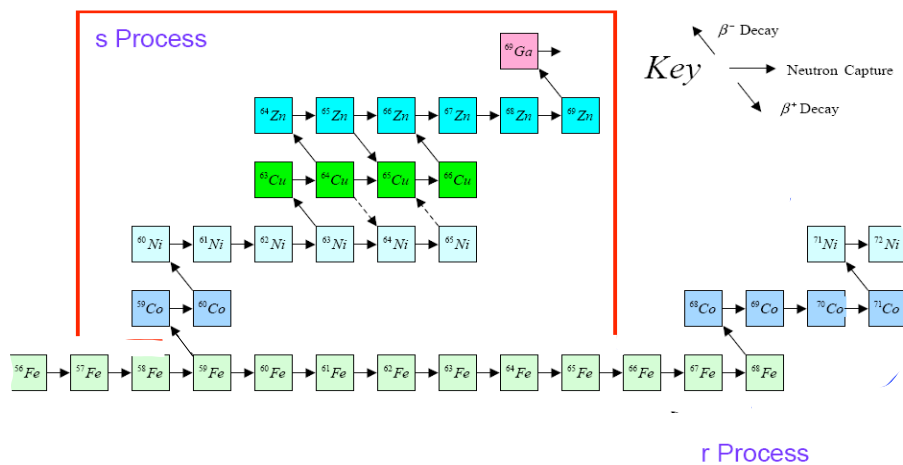 s Process
⁶⁹Ga
β⁻ Decay
Key
Neutron Capture
β⁺ Decay
⁶⁴Zn ⁶⁵Zn ⁶⁶Zn ⁶⁷Zn ⁶⁸Zn ⁶⁹Zn
⁶³Cu ⁶⁴Cu ⁶⁵Cu ⁶⁶Cu
⁶⁰Ni ⁶¹Ni ⁶²Ni ⁶³Ni ⁶⁴Ni ⁶⁵Ni ⁷¹Ni ⁷²Ni
⁵⁹Co ⁶⁰Co ⁶⁸Co ⁶⁹Co ⁷⁰Co ⁷¹Co
⁵⁶Fe ⁵⁷Fe ⁵⁸Fe ⁵⁹Fe ⁶⁰Fe ⁶¹Fe ⁶²Fe ⁶³Fe ⁶⁴Fe ⁶⁵Fe ⁶⁶Fe ⁶⁷Fe ⁶⁸Fe
r Process